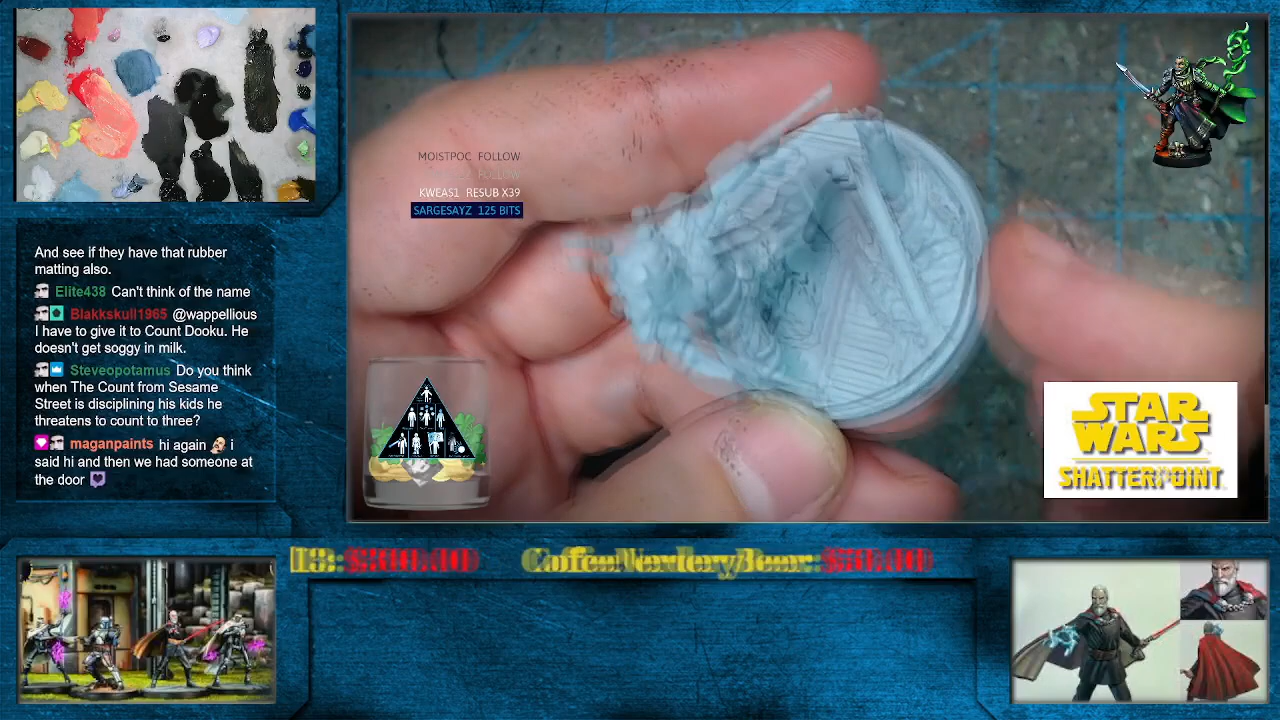 MOISTPOC FOLLOW
FOLLOW
KWEAS1 RESUB X39
SARGESAYZ 125 BITS
And see if they have that rubber
matting also.
Elite438 Can't think of the name
Blakkskull1965 @wappellious
I have to give it to Count Dooku. He
doesn't get soggy in milk.
Steveopotamus Do you think
when The Count from Sesame
Street is disciplining his kids he
threatens to count to three?
maganpaints hi again i
said hi and then we had someone at
the door
STAR
WARS
SHATTERPOINT